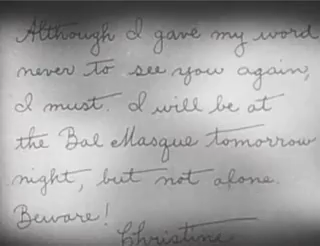 Although I gave my word
never to see you again,
I must. I will be at
the Bal Masque tomorrow
night, but not alone.
Beware!
Christine